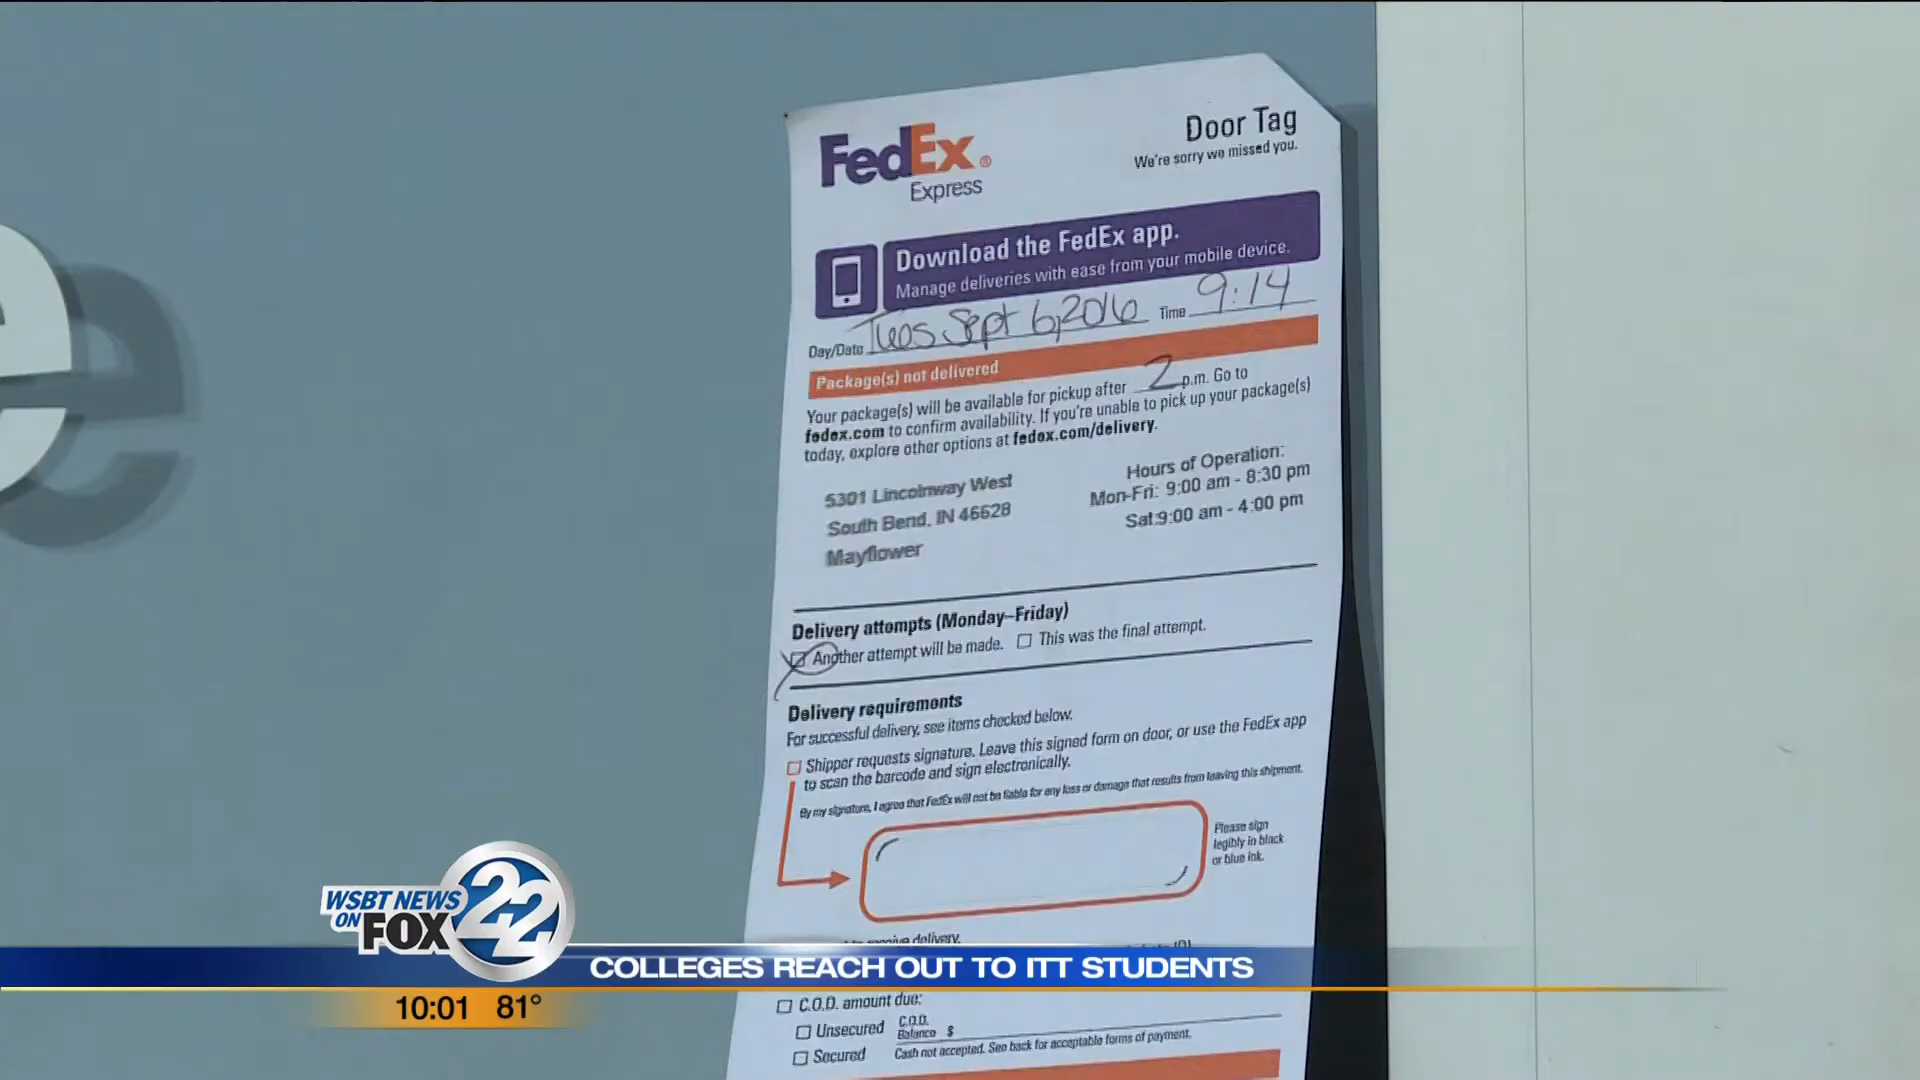 FedEx®
Express
Door Tag
We're sorry we missed you.
Download the FedEx app.
Manage deliveries with ease from your mobile device.
Day/Date Tues Sept 6, 2016 Time 9:14
Package(s) not delivered
Your package(s) will be available for pickup after 2 p.m. Go to
fedex.com to confirm availability. If you're unable to pick up your package(s)
today, explore other options at fedex.com/delivery.
5301 Lincolnway West
South Bend, IN 46628
Mayflower
Hours of Operation:
Mon-Fri: 9:00 am - 8:30 pm
Sat:9:00 am - 4:00 pm
Delivery attempts (Monday–Friday)
Another attempt will be made. This was the final attempt.
Delivery requirements
For successful delivery, see items checked below.
Shipper requests signature. Leave this signed form on door, or use the FedEx app
to scan the barcode and sign electronically.
By my signature, I agree that FedEx will not be liable for any loss or damage that results from leaving this shipment.
Please sign
legibly in black
or blue ink.
delivery.
WSBT NEWS
ON
FOX
22
COLLEGES REACH OUT TO ITT STUDENTS
10:01 81°
C.O.D. amount due:
Unsecured C.O.D.
Balance $
Secured Cash not accepted. See back for acceptable forms of payment.
e